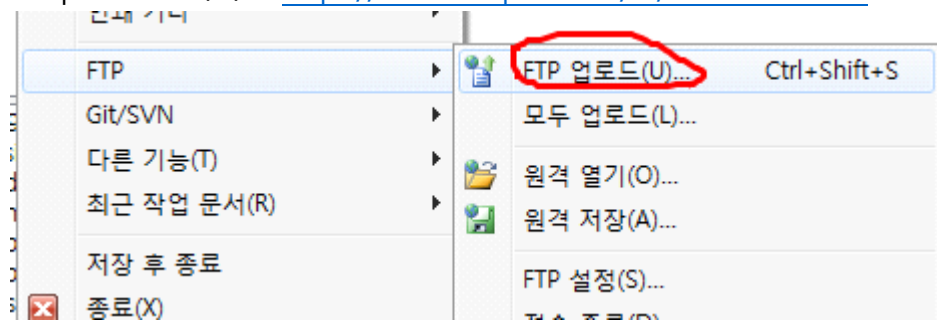 FTP
Git/SVN
다른 기능(T)
최근 작업 문서(R)
저장 후 종료
종료(X)
FTP 업로드(U)... Ctrl+Shift+S
모두 업로드(L)...
원격 열기(O)...
원격 저장(A)...
FTP 설정(S)...